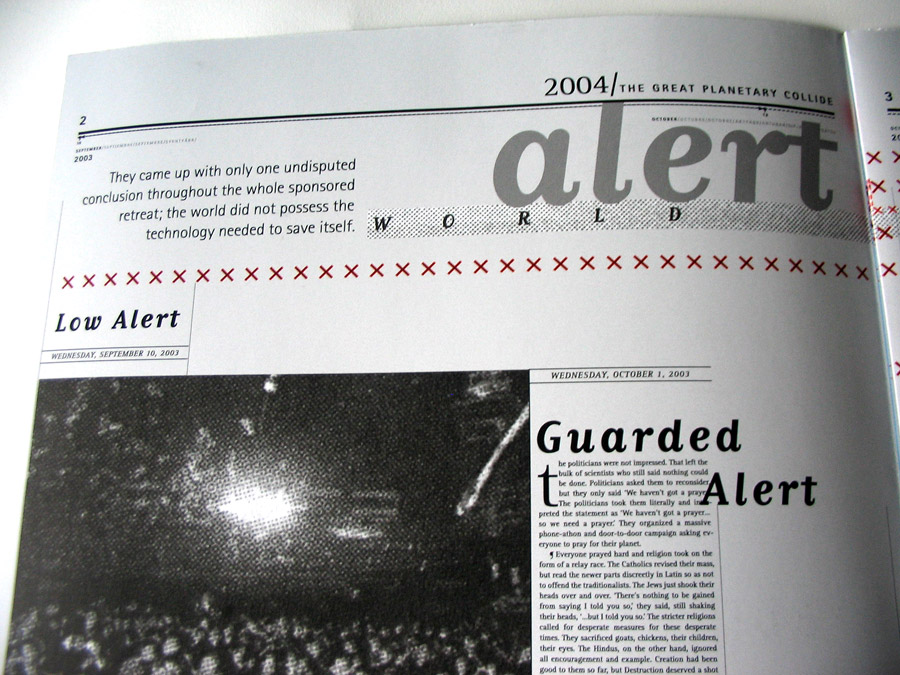 2004/THE GREAT PLANETARY COLLIDE
2
3
2003
alert
W O R L D
They came up with only one undisputed
conclusion throughout the whole sponsored
retreat; the world did not possess the
technology needed to save itself.
Low Alert
WEDNESDAY, SEPTEMBER 10, 2003
WEDNESDAY, OCTOBER 1, 2003
Guarded
Alert
the politicians were not impressed. That left the
bulk of scientists who still said nothing could
be done. Politicians asked them to reconsider,
but they only said 'We haven't got a prayer.'
The politicians took them literally and
preted the statement as 'We haven't got a prayer...
so we need a prayer.' They organized a massive
phone-athon and door-to-door campaign asking ev-
eryone to pray for their planet.
¶ Everyone prayed hard and religion took on the
form of a relay race. The Catholics revised their mass,
but read the newer parts discreetly in Latin so as not
to offend the traditionalists. The Jews just shook their
heads over and over. 'There's nothing to be gained
from saying I told you so,' they said, still shaking
their heads, '...but I told you so.' The stricter religions
called for desperate measures for these desperate
times. They sacrificed goats, chickens, their children,
their eyes. The Hindus, on the other hand, ignored
all encouragement and example. Creation had been
good to them so far, but Destruction deserved a shot